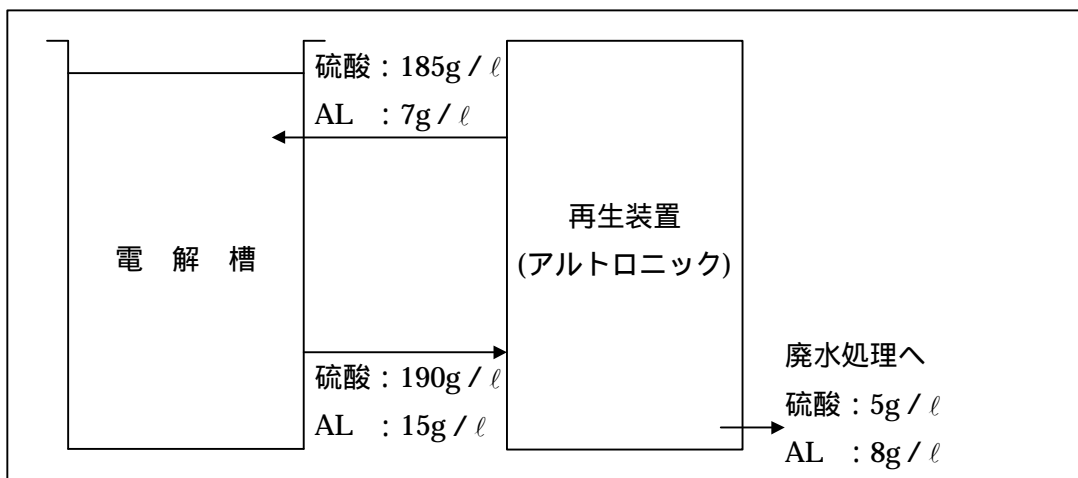 硫酸：185g / ℓ
AL ：7g / ℓ
再生装置
(アルトロニック)
電 解 槽
硫酸：190g / ℓ
AL ：15g / ℓ
廃水処理へ
硫酸：5g / ℓ
AL ：8g / ℓ